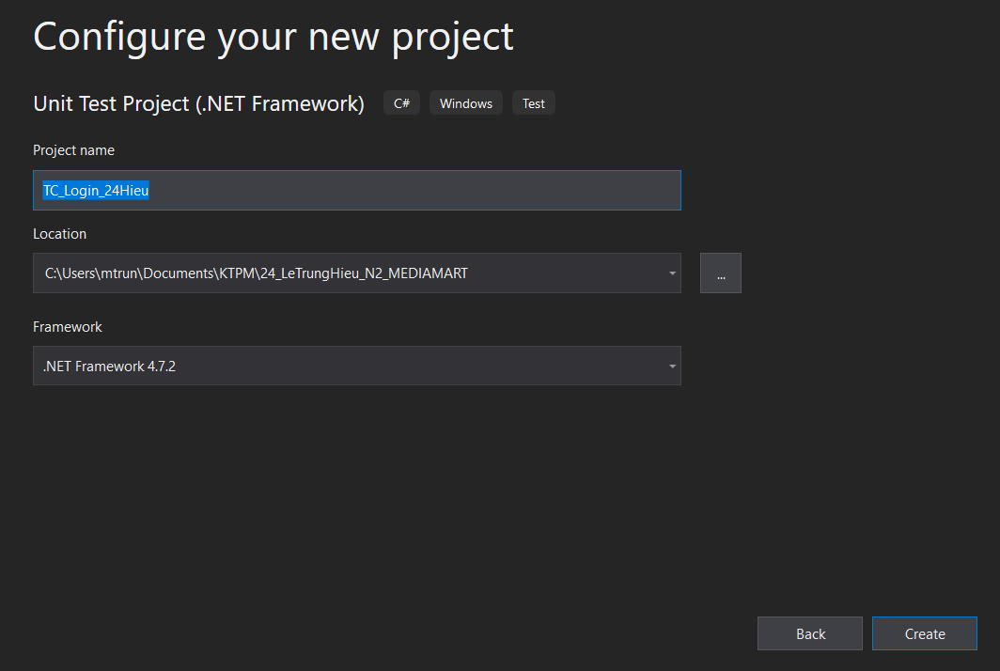 Configure your new project
Unit Test Project (.NET Framework) C# Windows Test
Project name
TC_Login_24Hieu
Location
C:\Users\mtrun\Documents\KTPM\24_LeTrungHieu_N2_MEDIAMART
...
Framework
.NET Framework 4.7.2
Back Create